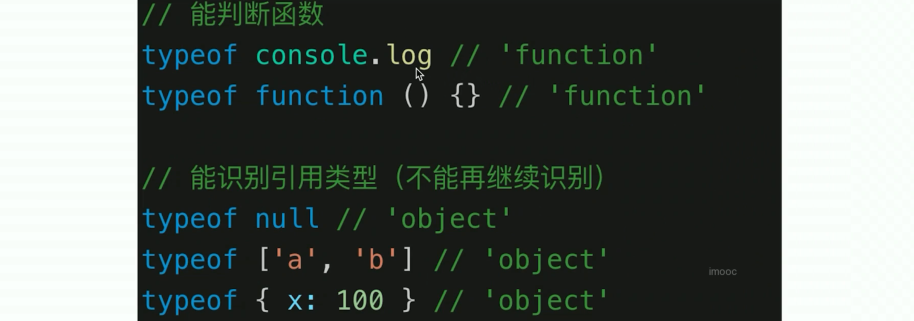 // 能判断函数
typeof console.log // 'function'
typeof function () {} // 'function'
// 能识别引用类型（不能再继续识别）
typeof null // 'object'
typeof ['a', 'b'] // 'object'
imooc
typeof { x: 100 } // 'object'